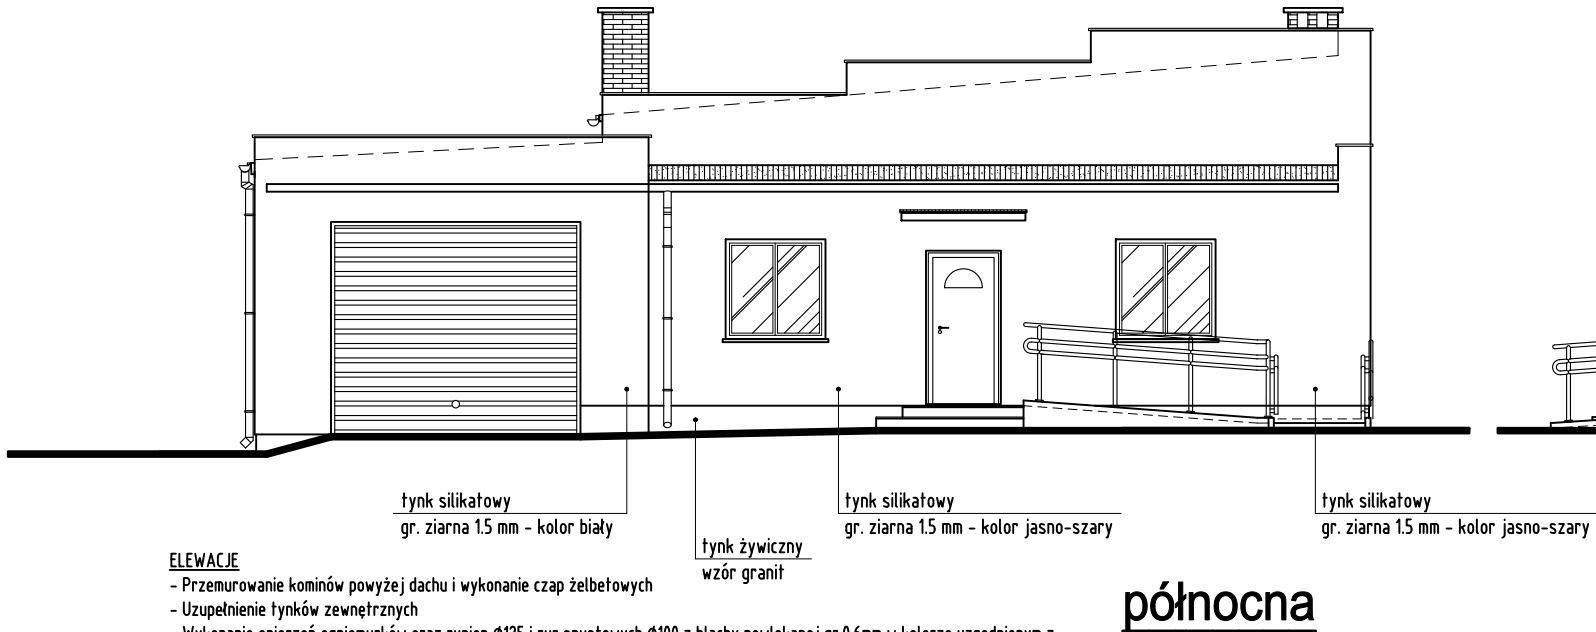 tynk silikatowy
gr. ziarna 1.5 mm - kolor biały
tynk żywiczny
wzór granit
tynk silikatowy
gr. ziarna 1.5 mm - kolor jasno-szary
tynk silikatowy
gr. ziarna 1.5 mm - kolor jasno-szary
ELEWACJE
- Przemurowanie kominów powyżej dachu i wykonanie czap żelbetowych
- Uzupełnienie tynków zewnętrznych
północna